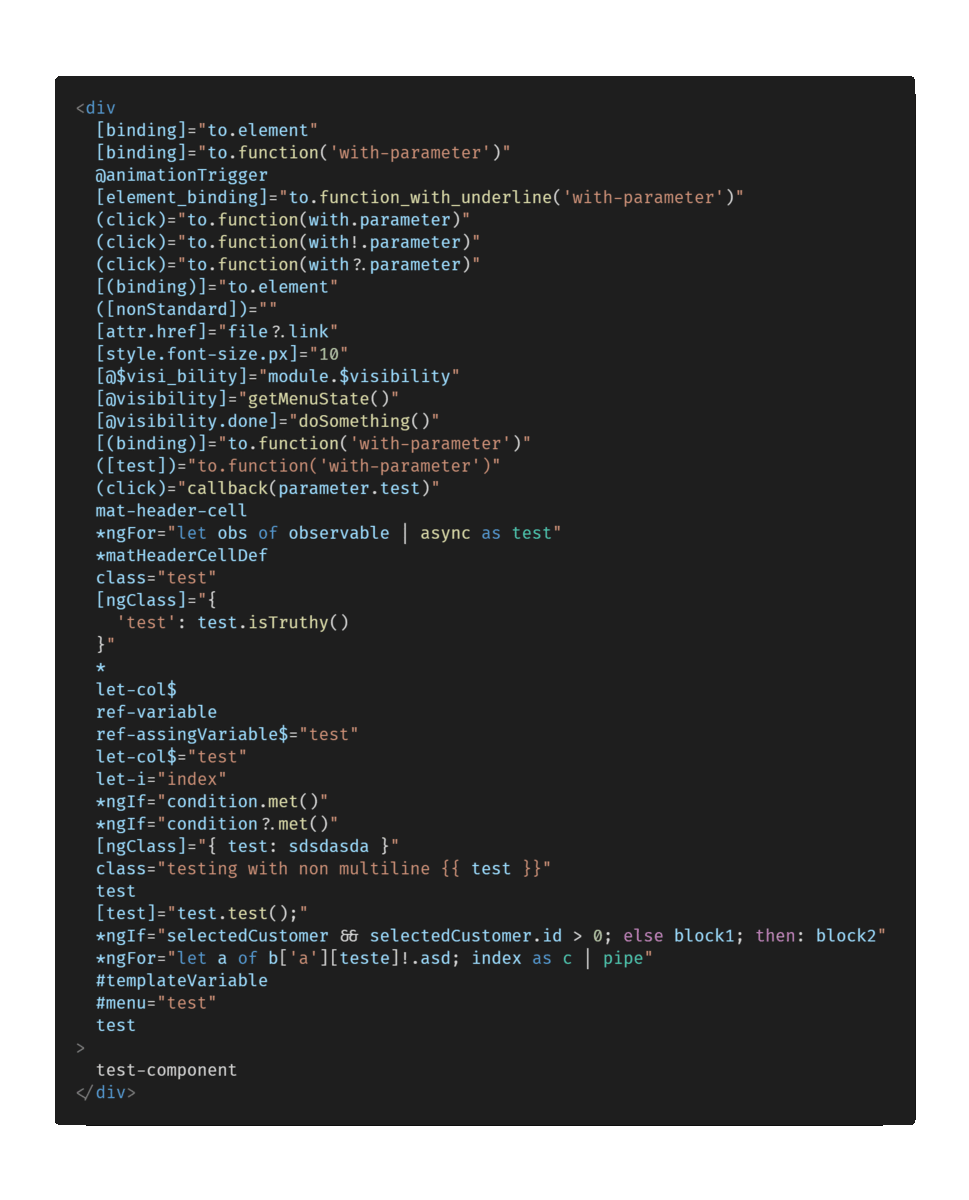 <div
[binding]="to.element"
[binding]="to.function('with-parameter')"
@animationTrigger
[element_binding]="to.function_with_underline('with-parameter')"
(click)="to.function(with.parameter)"
(click)="to.function(with!.parameter)"
(click)="to.function(with?.parameter)"
[(binding)]="to.element"
([nonStandard])=""
[attr.href]="file?.link"
[style.font-size.px]="10"
[@$visi_bility]="module.$visibility"
[@visibility]="getMenuState()"
[@visibility.done]="doSomething()"
[(binding)]="to.function('with-parameter')"
([test])="to.function('with-parameter')"
(click)="callback(parameter.test)"
mat-header-cell
*ngFor="let obs of observable | async as test"
*matHeaderCellDef
class="test"
[ngClass]="{
'test': test.isTruthy()
}"
*
let-col$
ref-variable
ref-assingVariable$="test"
let-col$="test"
let-i="index"
*ngIf="condition.met()"
*ngIf="condition?.met()"
[ngClass]="{ test: sdsdasda }"
class="testing with non multiline {{ test }}"
test
[test]="test.test();"
*ngIf="selectedCustomer && selectedCustomer.id > 0; else block1; then: block2"
*ngFor="let a of b['a'][teste]!.asd; index as c | pipe"
#templateVariable
#menu="test"
test
>
test-component
</div>